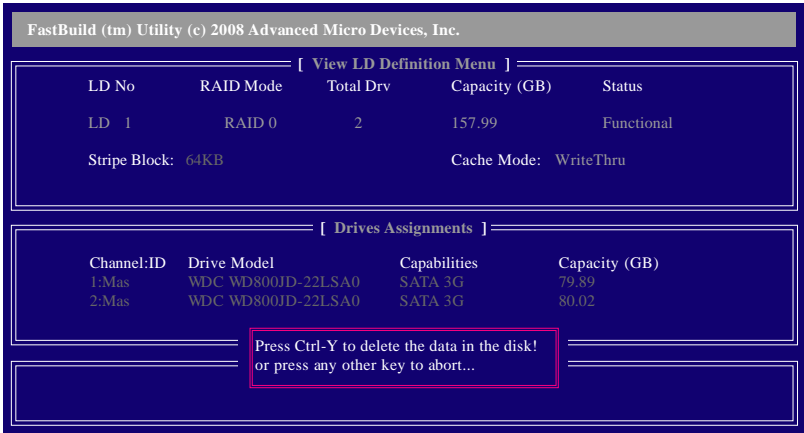 FastBuild (tm) Utility (c) 2008 Advanced Micro Devices, Inc.
[ View LD Definition Menu ]
LD No RAID Mode Total Drv Capacity (GB) Status
LD 1 RAID 0 2 157.99 Functional
Stripe Block: 64KB Cache Mode: WriteThru
[ Drives Assignments ]
Channel:ID Drive Model Capabilities Capacity (GB)
1:Mas WDC WD800JD-22LSA0 SATA 3G 79.89
2:Mas WDC WD800JD-22LSA0 SATA 3G 80.02
Press Ctrl-Y to delete the data in the disk!
or press any other key to abort...